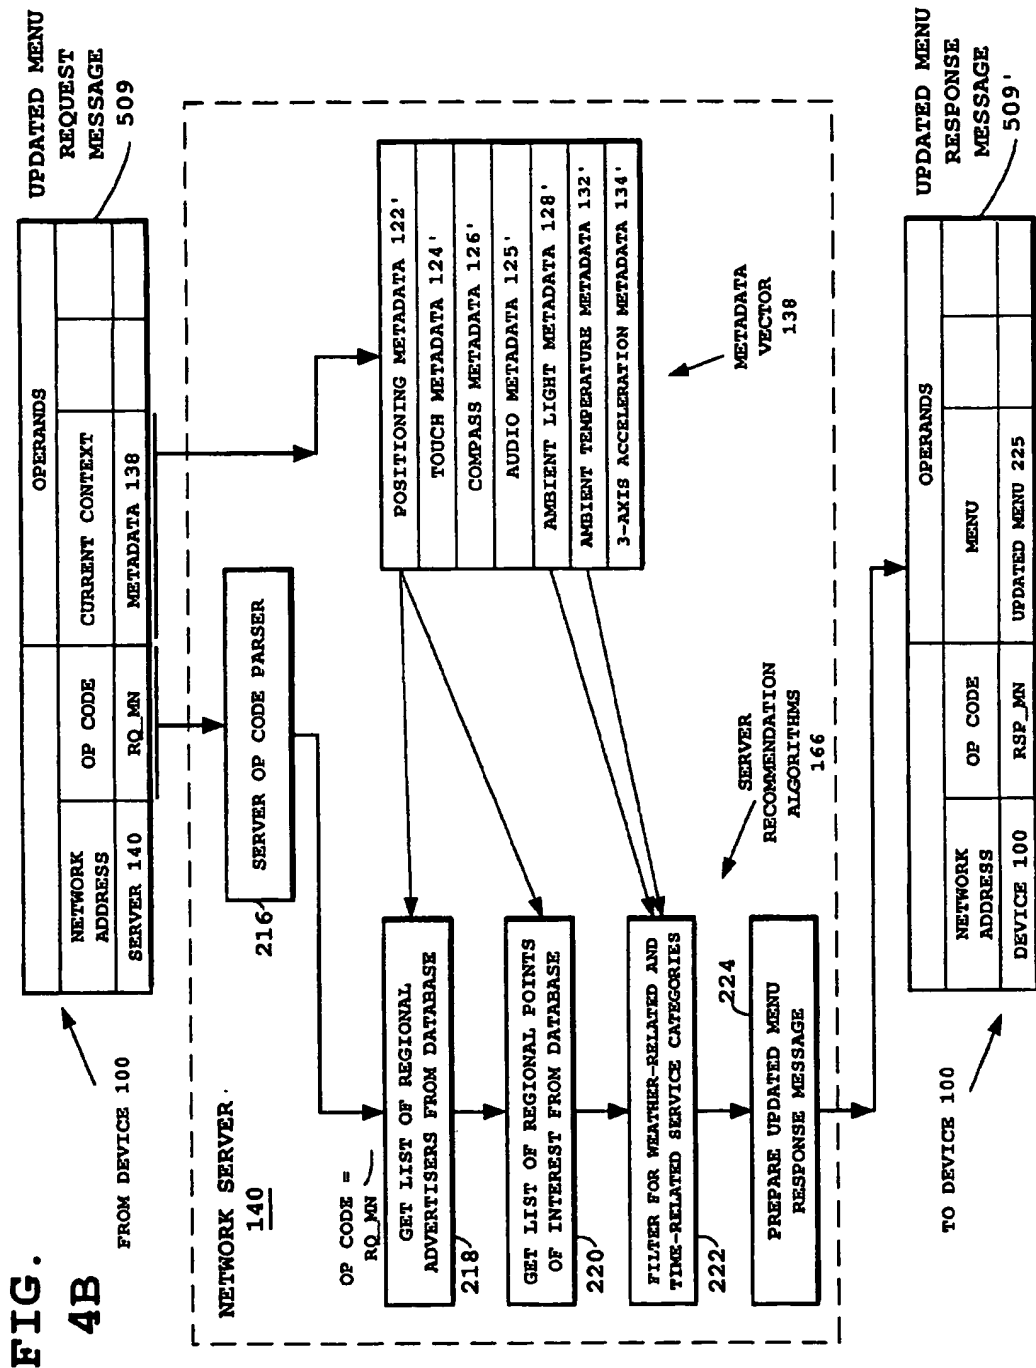 FIG.
4B
FROM DEVICE 100
UPDATED MENU
REQUEST
MESSAGE
509
OPERANDS
NETWORK
ADDRESS
OP CODE
CURRENT CONTEXT
SERVER 140
RQ_MN
METADATA 138
NETWORK SERVER
140
216
SERVER OP CODE PARSER
OP CODE =
RQ_MN
GET LIST OF REGIONAL
ADVERTISERS FROM DATABASE
218
GET LIST OF REGIONAL POINTS
OF INTEREST FROM DATABASE
220
FILTER FOR WEATHER-RELATED AND
TIME-RELATED SERVICE CATEGORIES
222
224
PREPARE UPDATED MENU
RESPONSE MESSAGE
POSITIONING METADATA 122'
TOUCH METADATA 124'
COMPASS METADATA 126'
AUDIO METADATA 125'
AMBIENT LIGHT METADATA 128'
AMBIENT TEMPERATURE METADATA 132'
3-AXIS ACCELERATION METADATA 134'
METADATA
VECTOR
138
SERVER
RECOMMENDATION
ALGORITHMS
166
TO DEVICE 100
UPDATED MENU
RESPONSE
MESSAGE
509'
OPERANDS
NETWORK
ADDRESS
OP CODE
MENU
DEVICE 100
RSP_MN
UPDATED MENU 225